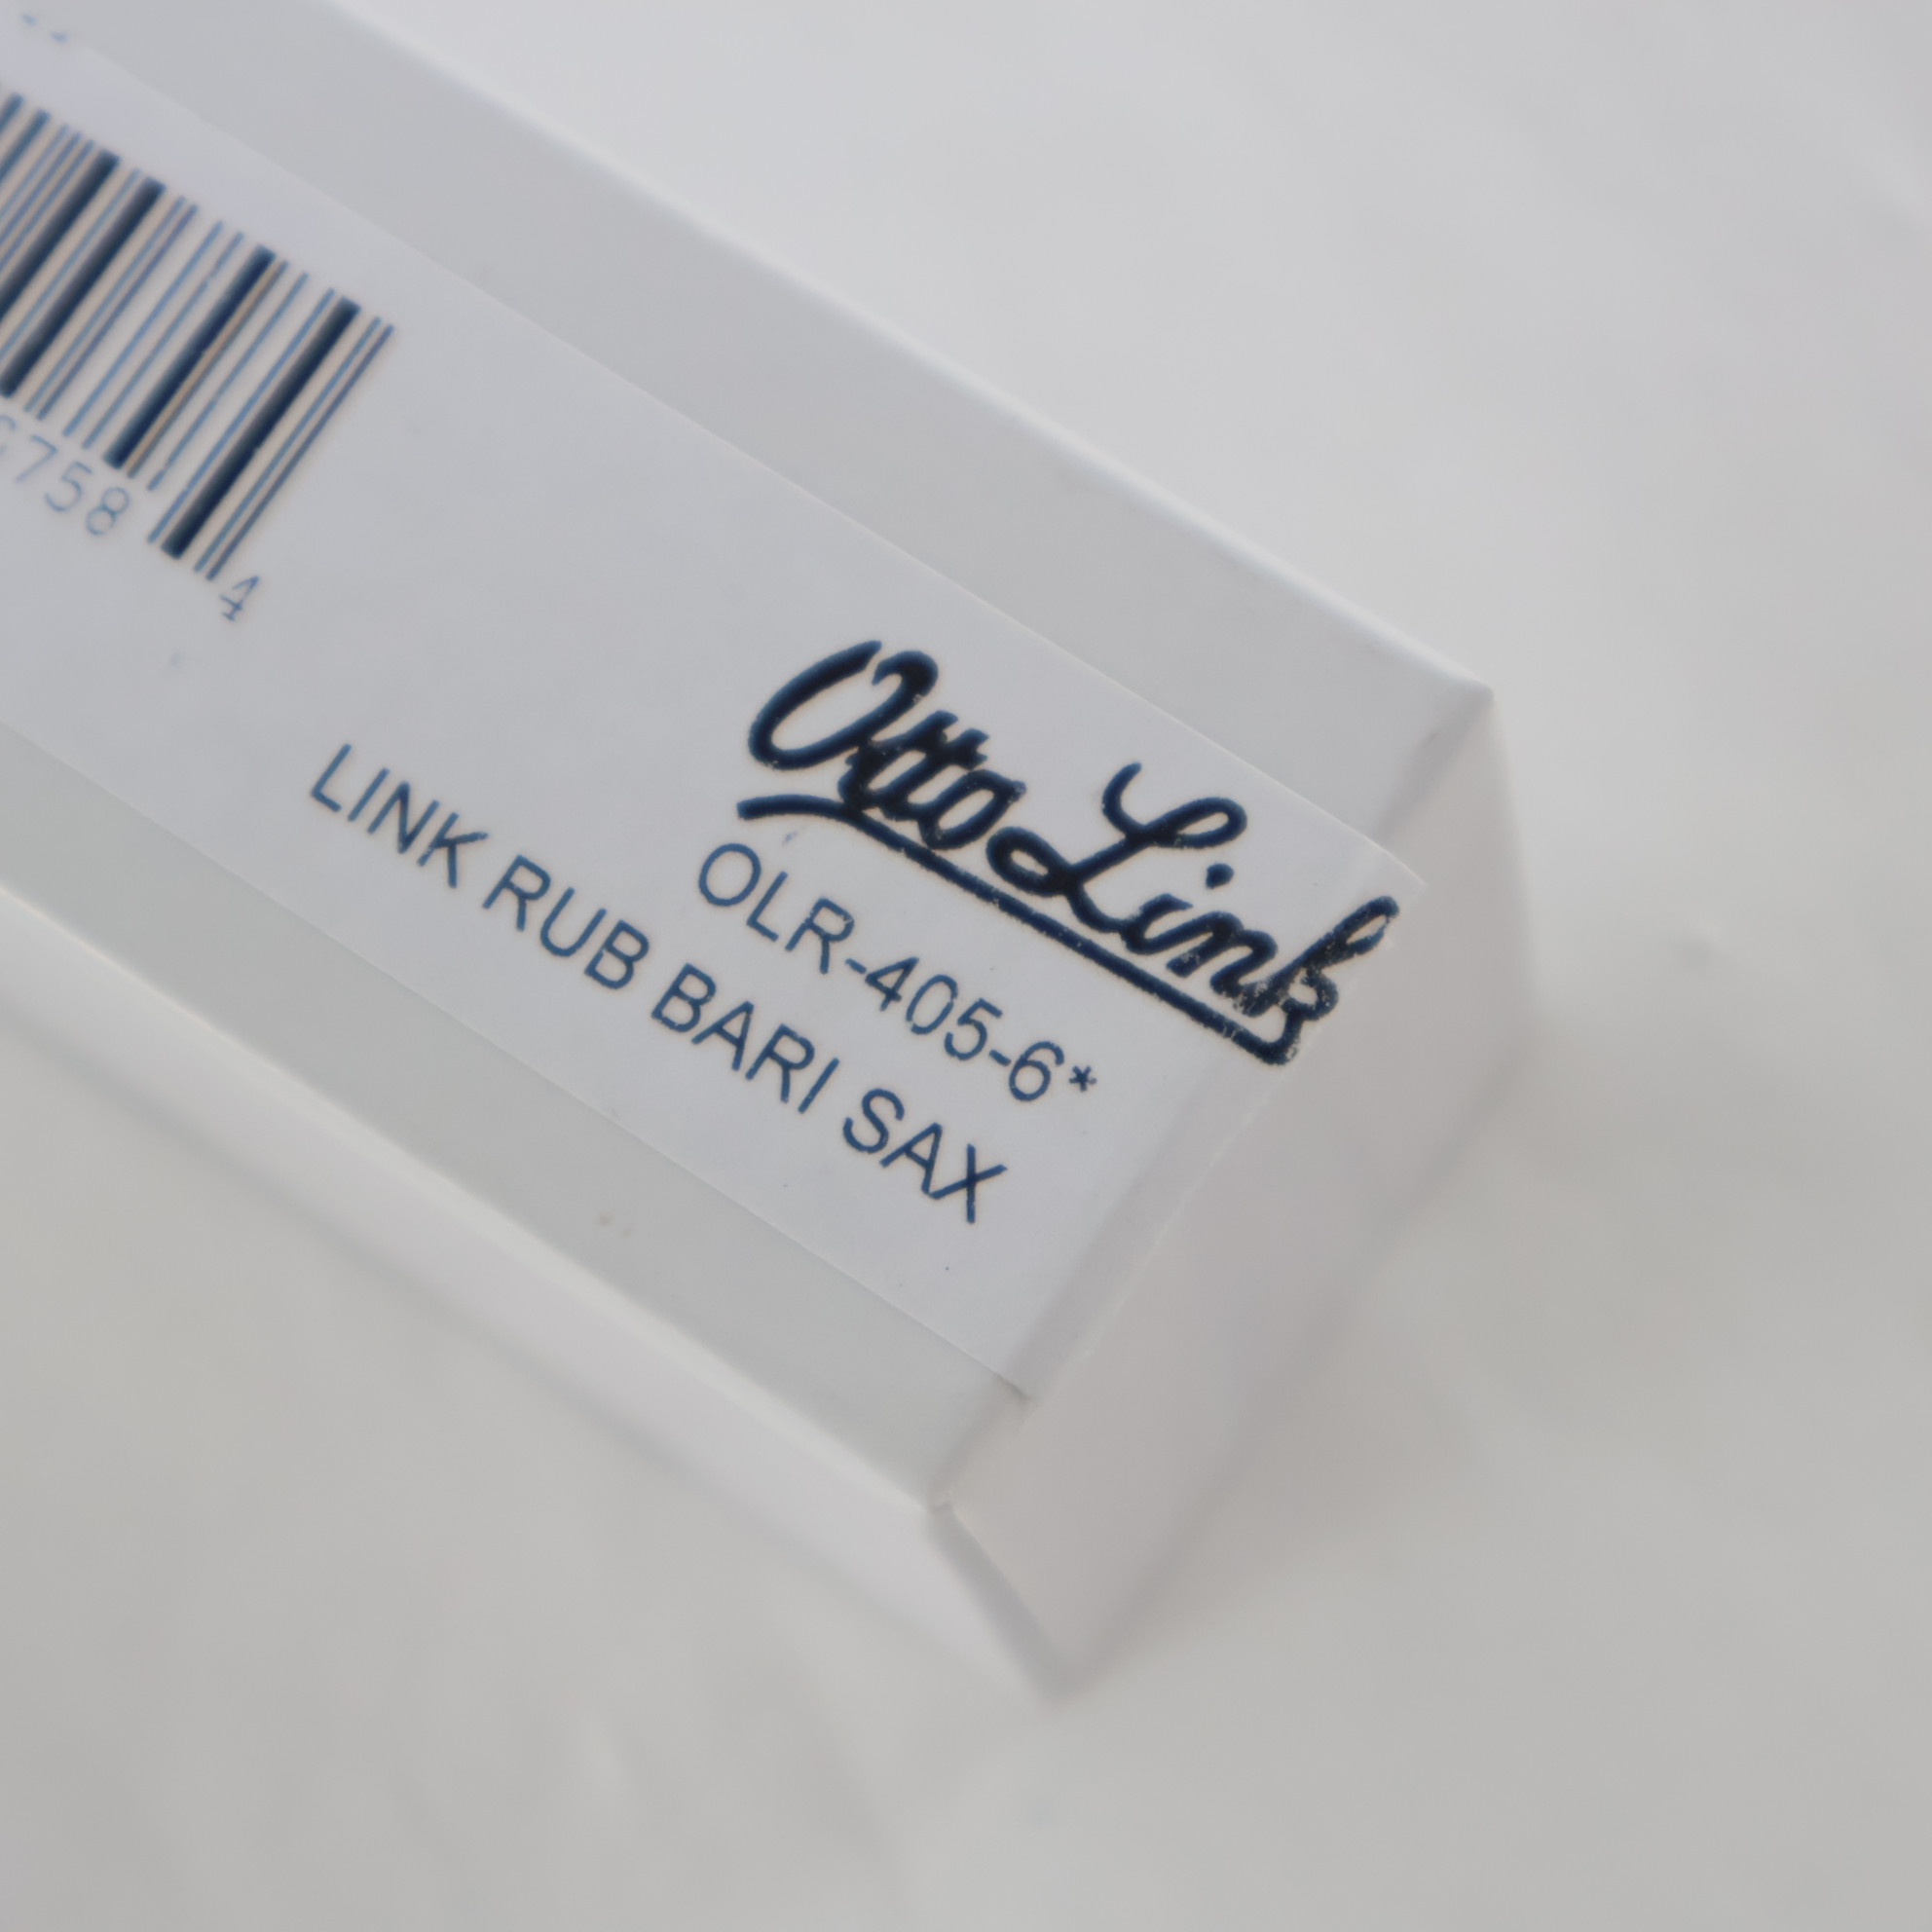 758
4
Otto Link
OLR-405-6*
LINK RUB BARI SAX